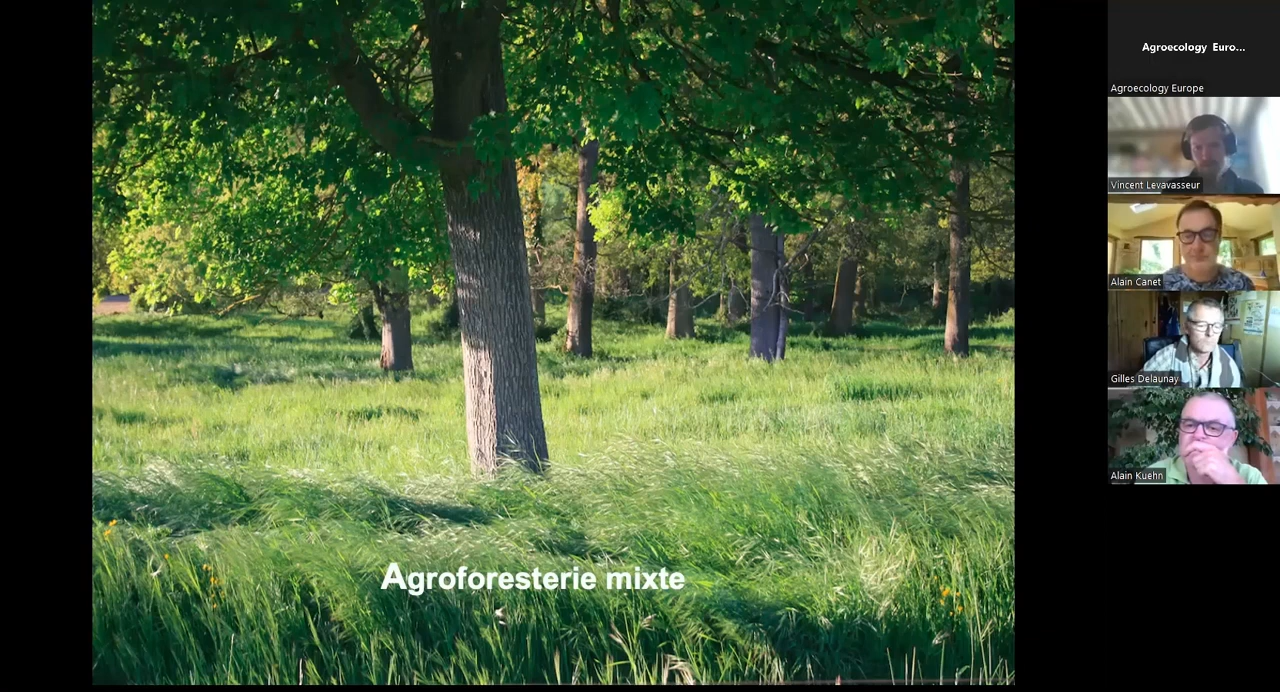 Agroforesterie mixte
Agroecology Euro...
Agroecology Europe
Vincent Levavasseur
Alain Canet
Gilles Delaunay
Alain Kuehn